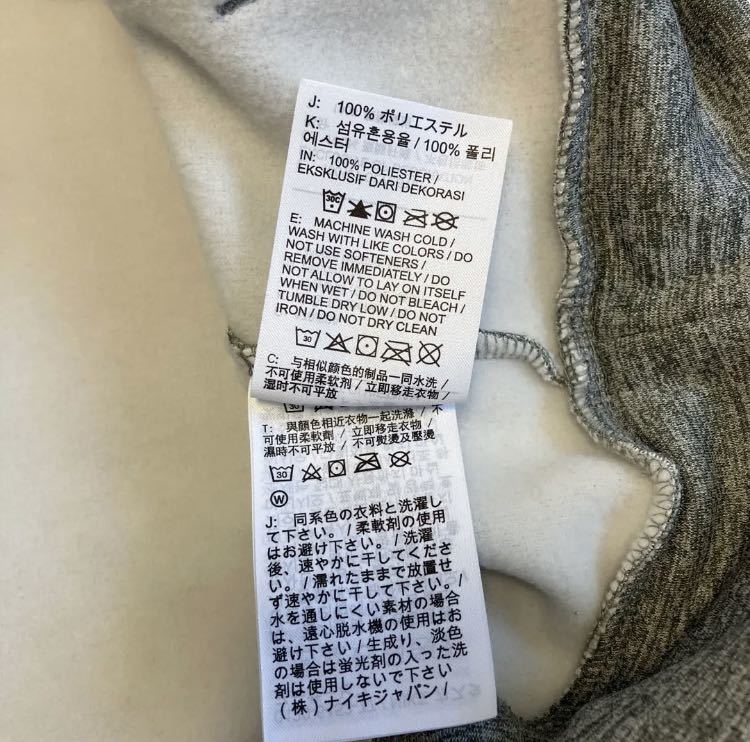 J: 100% ポリエステル
K: 섬유혼용율 / 100% 폴리
에스터
IN: 100% POLIESTER /
EKSKLUSIF DARI DEKORASI
30C
E: MACHINE WASH COLD /
WASH WITH LIKE COLORS / DO
NOT USE SOFTENERS /
REMOVE IMMEDIATELY / DO
NOT ALLOW TO LAY ON ITSELF
WHEN WET / DO NOT BLEACH /
TUMBLE DRY LOW / DO NOT
IRON / DO NOT DRY CLEAN
30
C: 与相似颜色的制品一同水洗 /
不可使用柔软剂 / 立即移走衣物 /
湿时不可平放
30
T: 與顏色相近衣物一起洗滌 / 不
可使用柔軟劑 / 立即移走衣物 /
濕時不可平放 / 不可熨燙及壓燙
30
W
J: 同系色の衣料と洗濯し
て下さい。/ 柔軟剤の使用
はお避け下さい。/ 洗濯
後、速やかに干してくださ
い。/ 濡れたままで放置せ
ず速やかに干して下さい。/
水を通しにくい素材の場合
は、遠心脱水機の使用はお
避け下さい / 生成り、淡色
の場合は蛍光剤の入った洗
剤は使用しないで下さい
(株) ナイキジャパン /